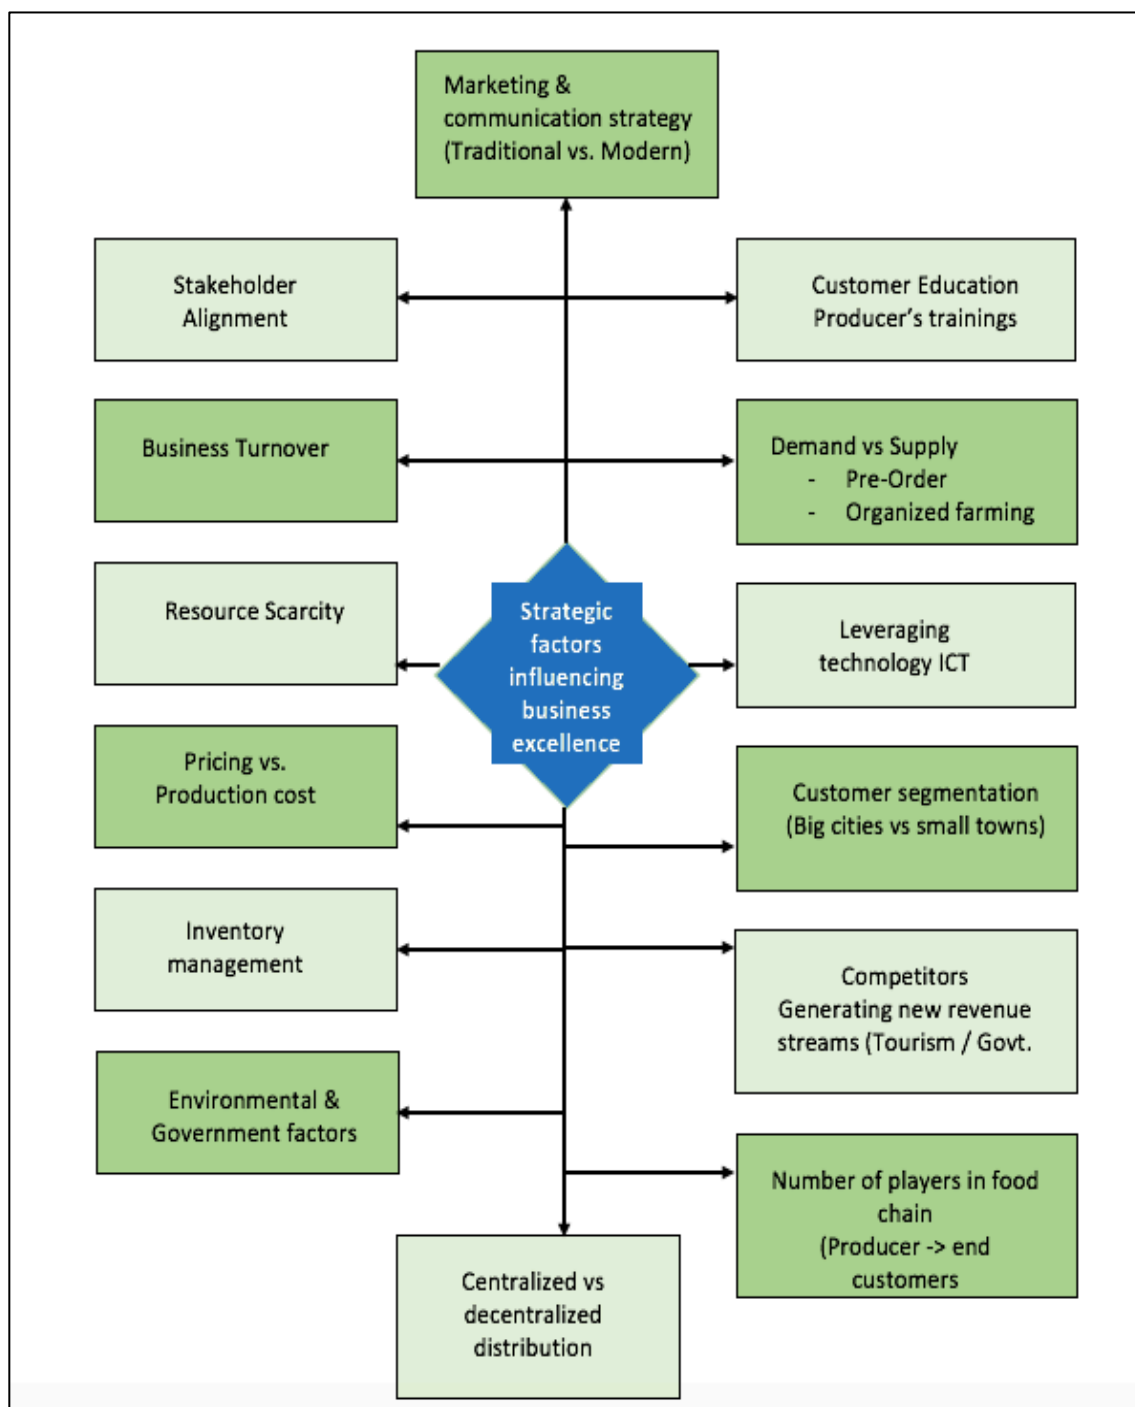 Marketing &
communication strategy
(Traditional vs. Modern)
Stakeholder
Alignment
Customer Education
Producer's trainings
Business Turnover
Demand vs Supply
- Pre-Order
- Organized farming
Resource Scarcity
Strategic
factors
influencing
business
excellence
Leveraging
technology ICT
Pricing vs.
Production cost
Customer segmentation
(Big cities vs small towns)
Inventory
management
Competitors
Generating new revenue
streams (Tourism / Govt.
Environmental &
Government factors
Number of players in food
chain
(Producer -> end
customers
Centralized vs
decentralized
distribution